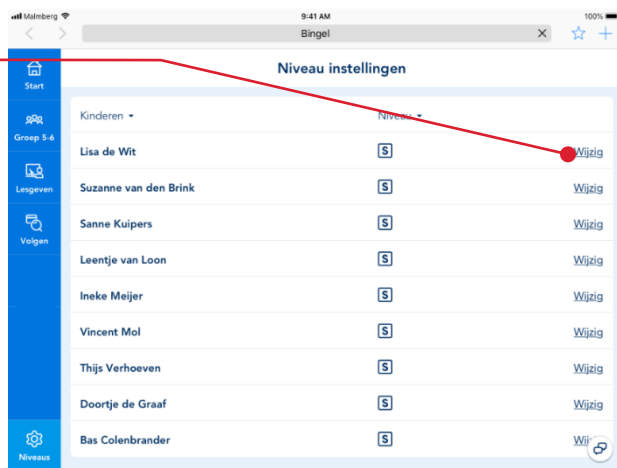 Malmberg 9:41 AM 100%
Bingel
Niveau instellingen
Start
Groep 5-6
Lesgeven
Volgen
Niveaus
Kinderen Niveau
Lisa de Wit S Wijzig
Suzanne van den Brink S Wijzig
Sanne Kuipers S Wijzig
Leentje van Loon S Wijzig
Ineke Meijer S Wijzig
Vincent Mol S Wijzig
Thijs Verhoeven S Wijzig
Doortje de Graaf S Wijzig
Bas Colenbrander S